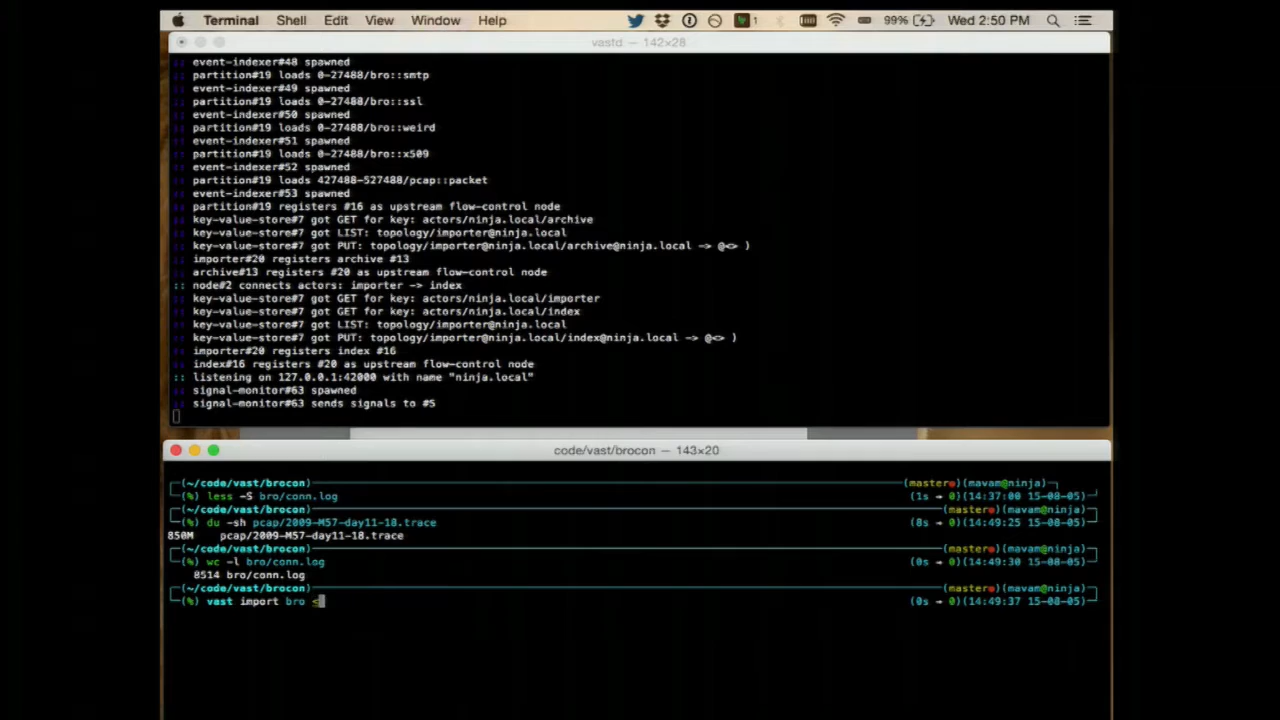 Terminal Shell Edit View Window Help 1 99% Wed 2:50 PM
vastd — 142×28
:: event-indexer#48 spawned
:: partition#19 loads 0-27488/bro::smtp
:: event-indexer#49 spawned
:: partition#19 loads 0-27488/bro::ssl
:: event-indexer#50 spawned
:: partition#19 loads 0-27488/bro::weird
:: event-indexer#51 spawned
:: partition#19 loads 0-27488/bro::x509
:: event-indexer#52 spawned
:: partition#19 loads 427488-527488/pcap::packet
:: event-indexer#53 spawned
:: partition#19 registers #16 as upstream flow-control node
:: key-value-store#7 got GET for key: actors/ninja.local/archive
:: key-value-store#7 got LIST: topology/importer@ninja.local
:: key-value-store#7 got PUT: topology/importer@ninja.local/archive@ninja.local -> @<> )
:: importer#20 registers archive #13
:: archive#13 registers #20 as upstream flow-control node
:: node#2 connects actors: importer -> index
:: key-value-store#7 got GET for key: actors/ninja.local/importer
:: key-value-store#7 got GET for key: actors/ninja.local/index
:: key-value-store#7 got LIST: topology/importer@ninja.local
:: key-value-store#7 got PUT: topology/importer@ninja.local/index@ninja.local -> @<> )
:: importer#20 registers index #16
:: index#16 registers #20 as upstream flow-control node
:: listening on 127.0.0.1:42000 with name "ninja.local"
:: signal-monitor#63 spawned
:: signal-monitor#63 sends signals to #5
code/vast/brocon — 143×20
(~/code/vast/brocon) (master●)(mavam@ninja)
(%) less -S bro/conn.log (1s → 0)(14:37:00 15-08-05)
(~/code/vast/brocon) (master●)(mavam@ninja)
(%) du -sh pcap/2009-M57-day11-18.trace (8s → 0)(14:49:25 15-08-05)
850M pcap/2009-M57-day11-18.trace
(~/code/vast/brocon) (master●)(mavam@ninja)
(%) wc -l bro/conn.log (0s → 0)(14:49:30 15-08-05)
8514 bro/conn.log
(~/code/vast/brocon) (master●)(mavam@ninja)
(%) vast import bro < (0s → 0)(14:49:37 15-08-05)